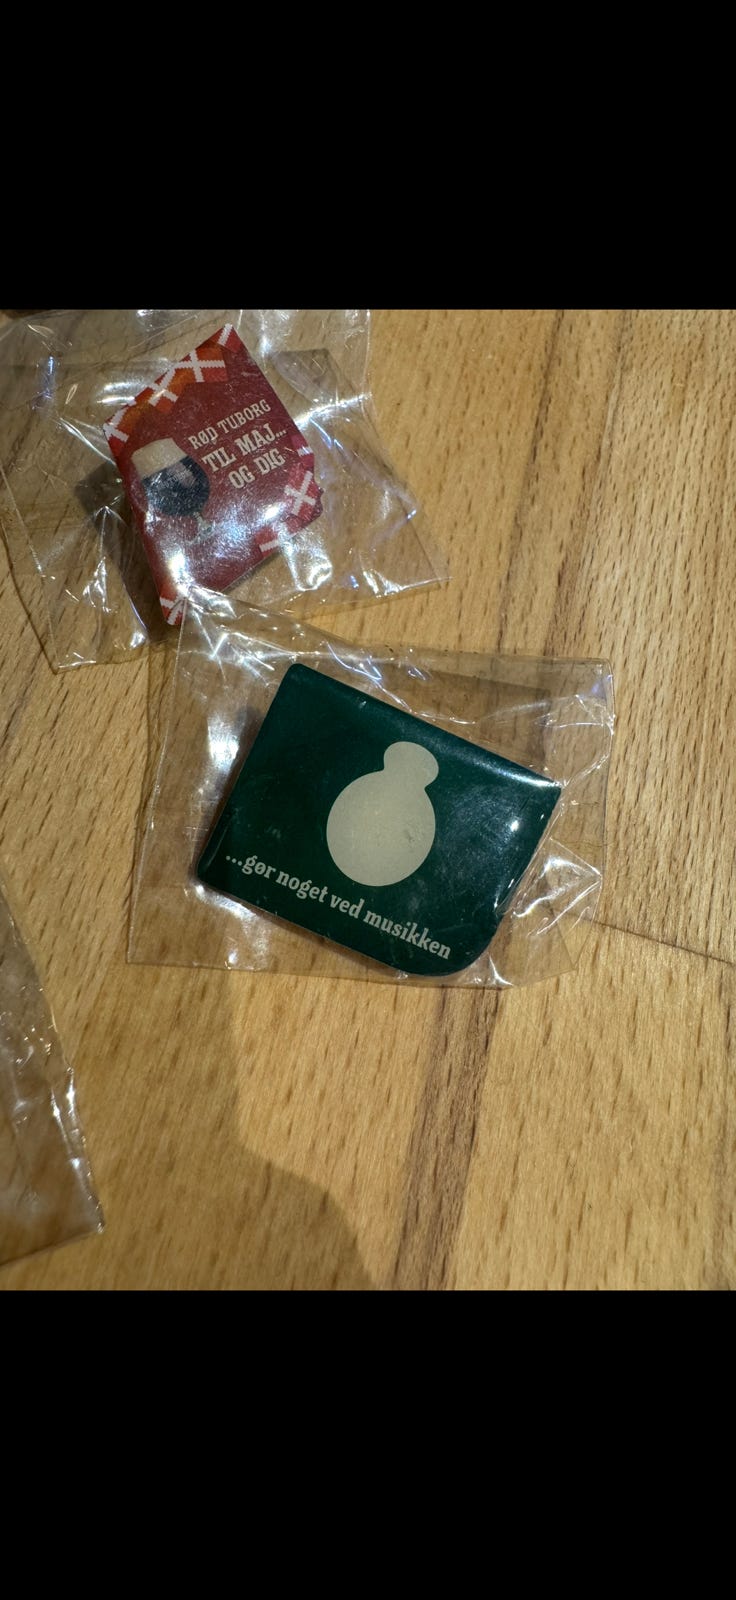 RØD TUBORG
TIL MAJ...
OG DIG
...gør noget ved musikken